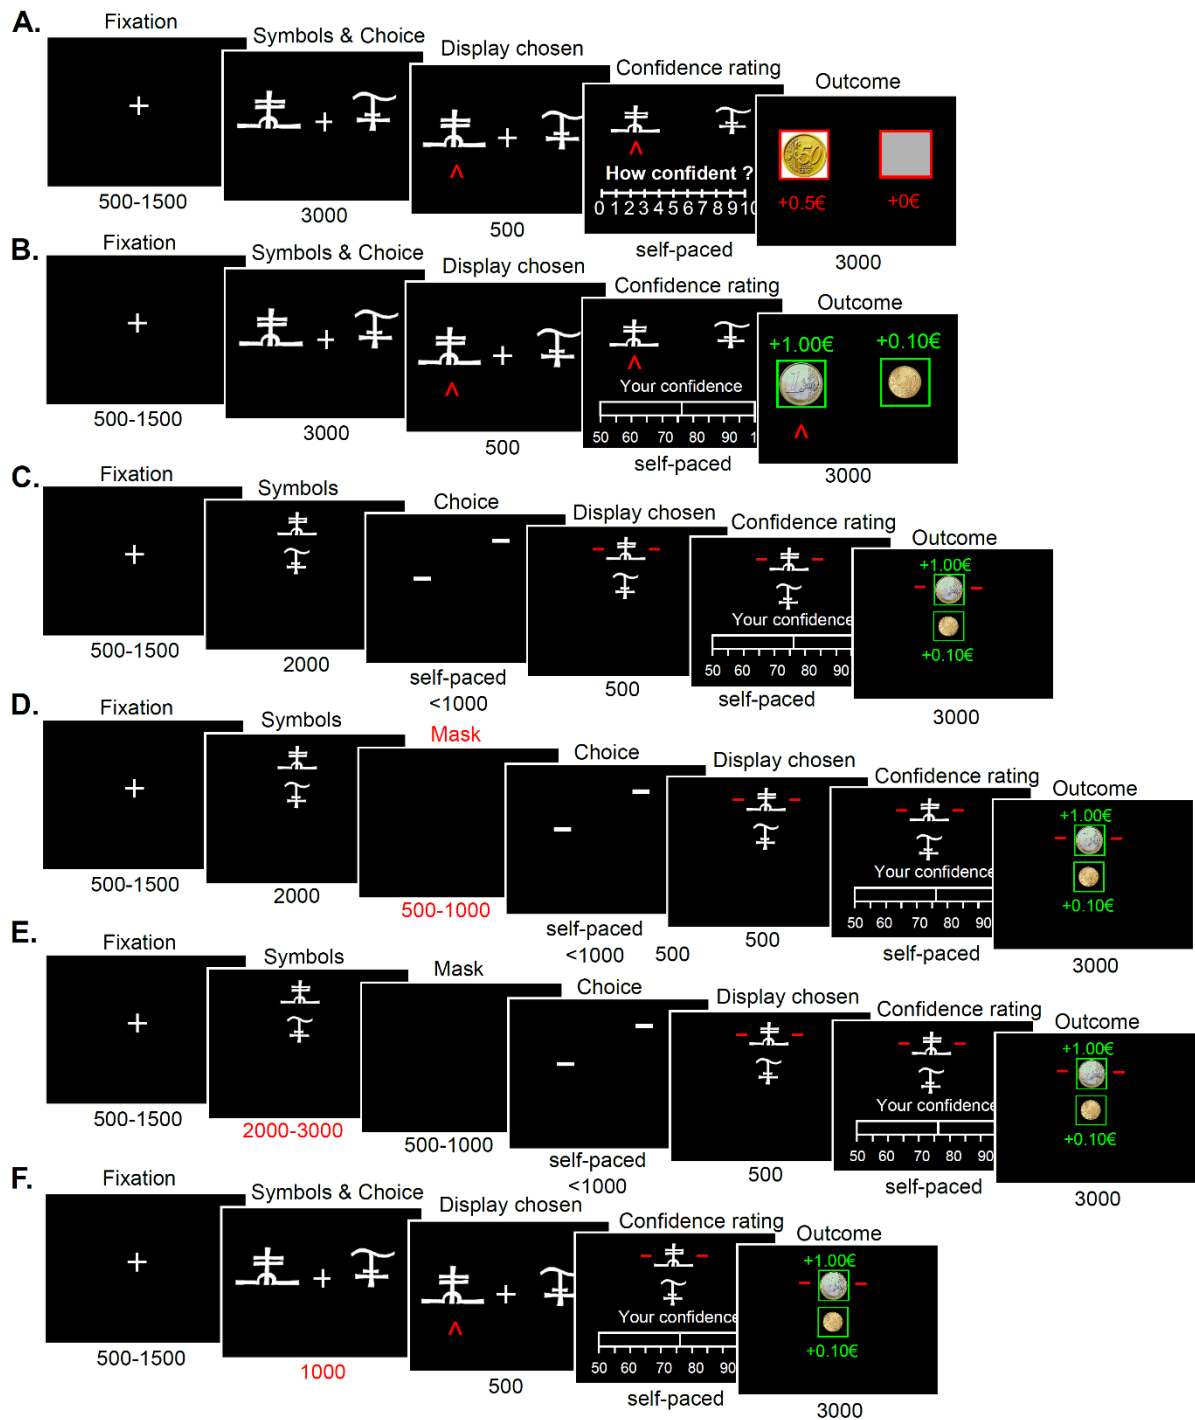 A.
Fixation
Symbols & Choice
Display chosen
Confidence rating
Outcome
How confident ?
0 1 2 3 4 5 6 7 8 9 10
+0.5€ +0€
500-1500
3000
500
self-paced
3000
B.
Fixation
Symbols & Choice
Display chosen
Confidence rating
Outcome
+1.00€ +0.10€
Your confidence
50 60 70 80 90 1
500-1500
3000
500
self-paced
3000
C.
Fixation
Symbols
Choice
Display chosen
Confidence rating
Outcome
+1.00€
Your confidence
50 60 70 80 90
+0.10€
500-1500
2000
self-paced
<1000
500
self-paced
3000
D.
Fixation
Symbols
Mask
Choice
Display chosen
Confidence rating
Outcome
+1.00€
Your confidence
50 60 70 80 90
+0.10€
500-1500
2000
500-1000
self-paced
<1000
500
500
self-paced
3000
E.
Fixation
Symbols
Mask
Choice
Display chosen
Confidence rating
Outcome
+1.00€
Your confidence
50 60 70 80 90
+0.10€
500-1500
2000-3000
500-1000
self-paced
<1000
500
self-paced
3000
F.
Fixation
Symbols & Choice
Display chosen
Confidence rating
Outcome
+1.00€
Your confidence
50 60 70 80 90
+0.10€
500-1500
1000
500
self-paced
3000